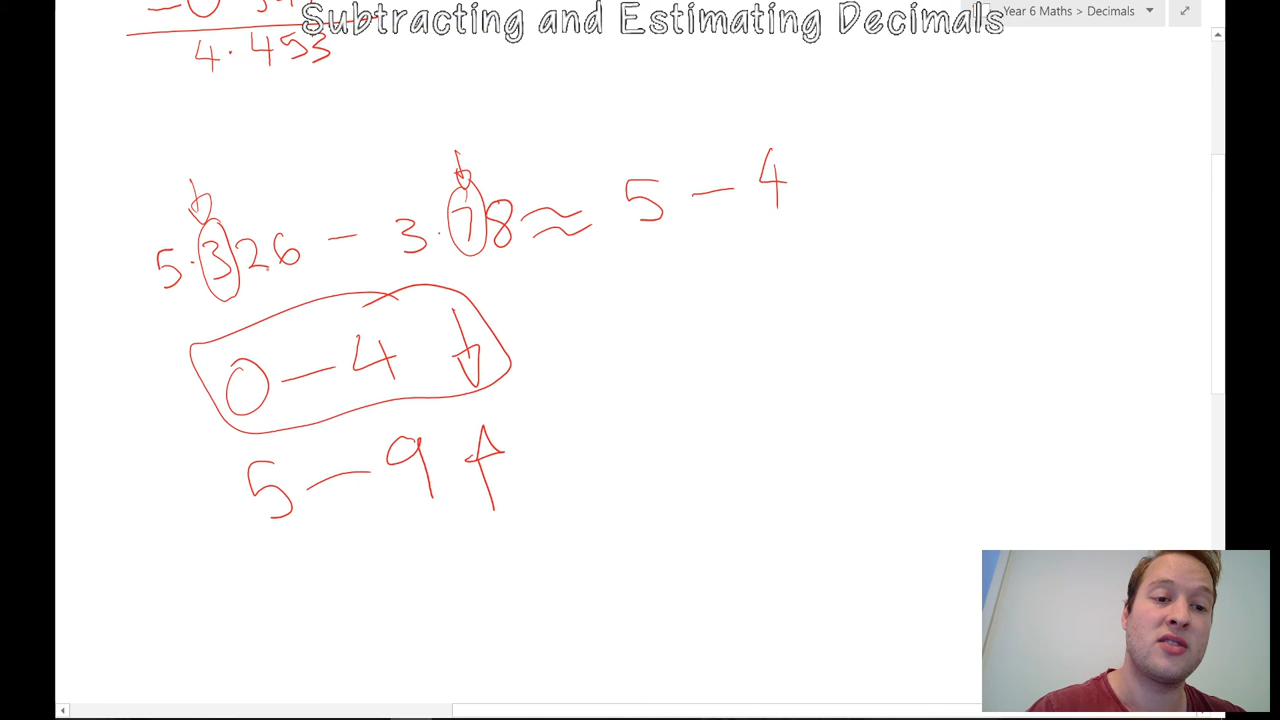 Subtracting and Estimating Decimals
Year 6 Maths > Decimals
4.453
5.326 - 3.78 ≈ 5 - 4
0 - 4 ↓
5 - 9 ↑